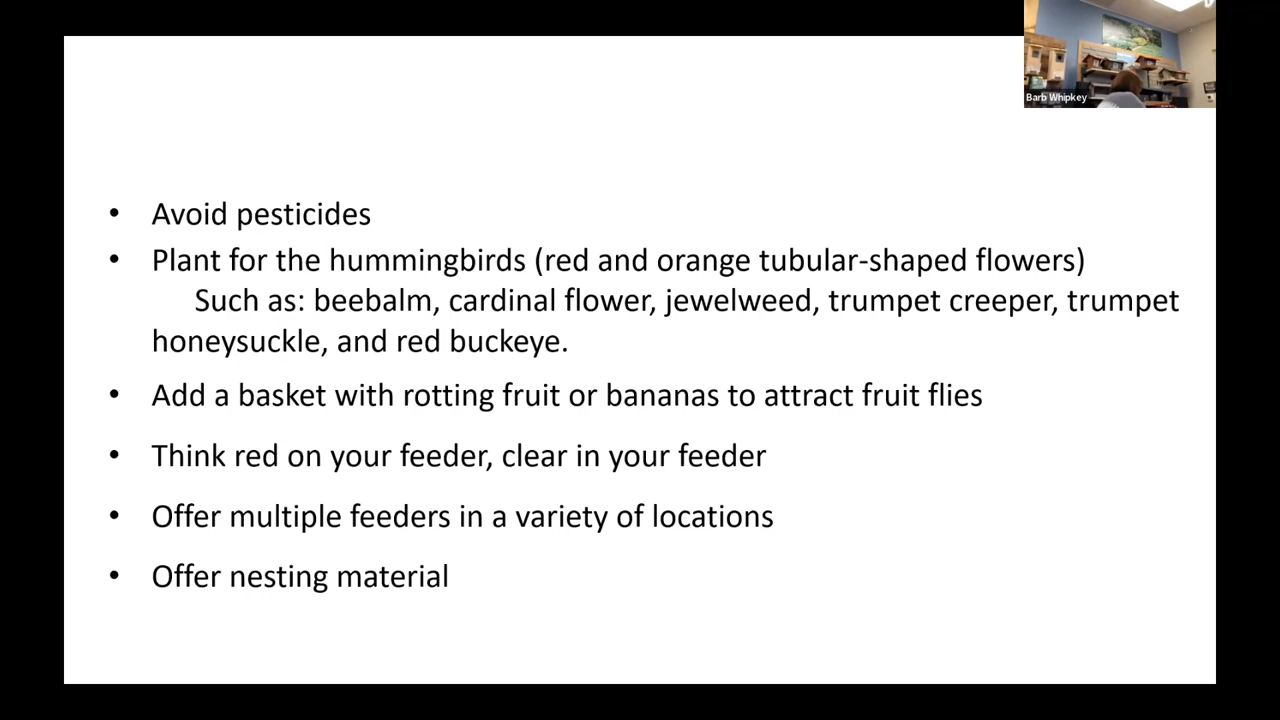 Barb Whipkey
• Avoid pesticides
• Plant for the hummingbirds (red and orange tubular-shaped flowers)
Such as: beebalm, cardinal flower, jewelweed, trumpet creeper, trumpet
honeysuckle, and red buckeye.
• Add a basket with rotting fruit or bananas to attract fruit flies
• Think red on your feeder, clear in your feeder
• Offer multiple feeders in a variety of locations
• Offer nesting material